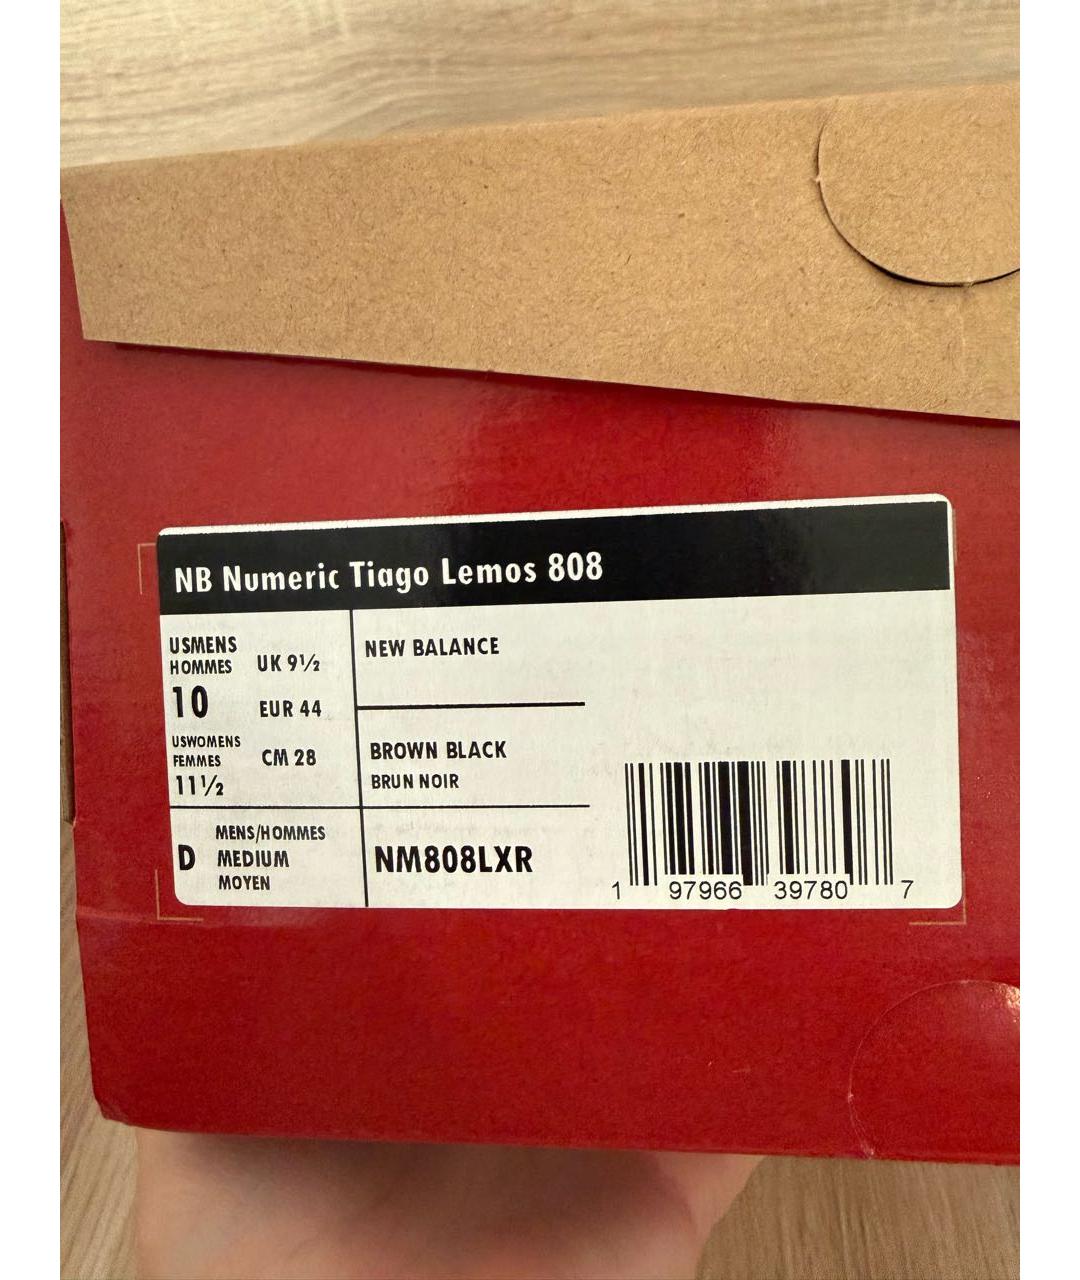 NB Numeric Tiago Lemos 808
USMENS
HOMMES
10
UK 9½
EUR 44
USWOMENS
FEMMES
11½
CM 28
NEW BALANCE
BROWN BLACK
BRUN NOIR
D
MENS/HOMMES
MEDIUM
MOYEN
NM808LXR
1 97966 39780 7